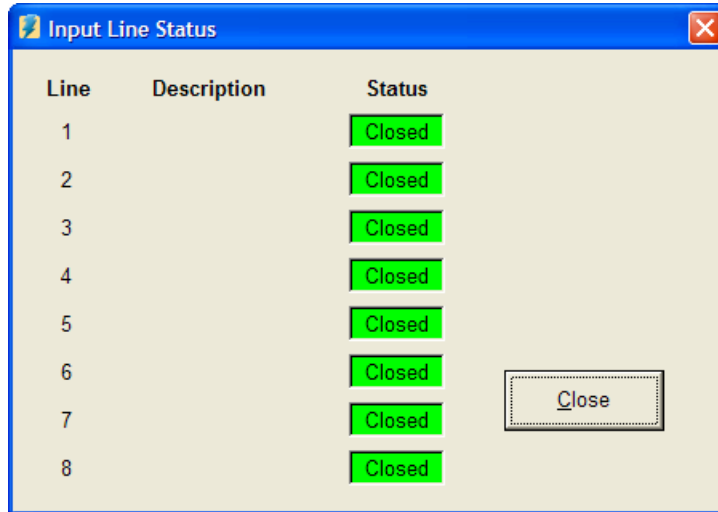 Input Line Status
Line Description Status
1 Closed
2 Closed
3 Closed
4 Closed
5 Closed
6 Closed
Close
7 Closed
8 Closed